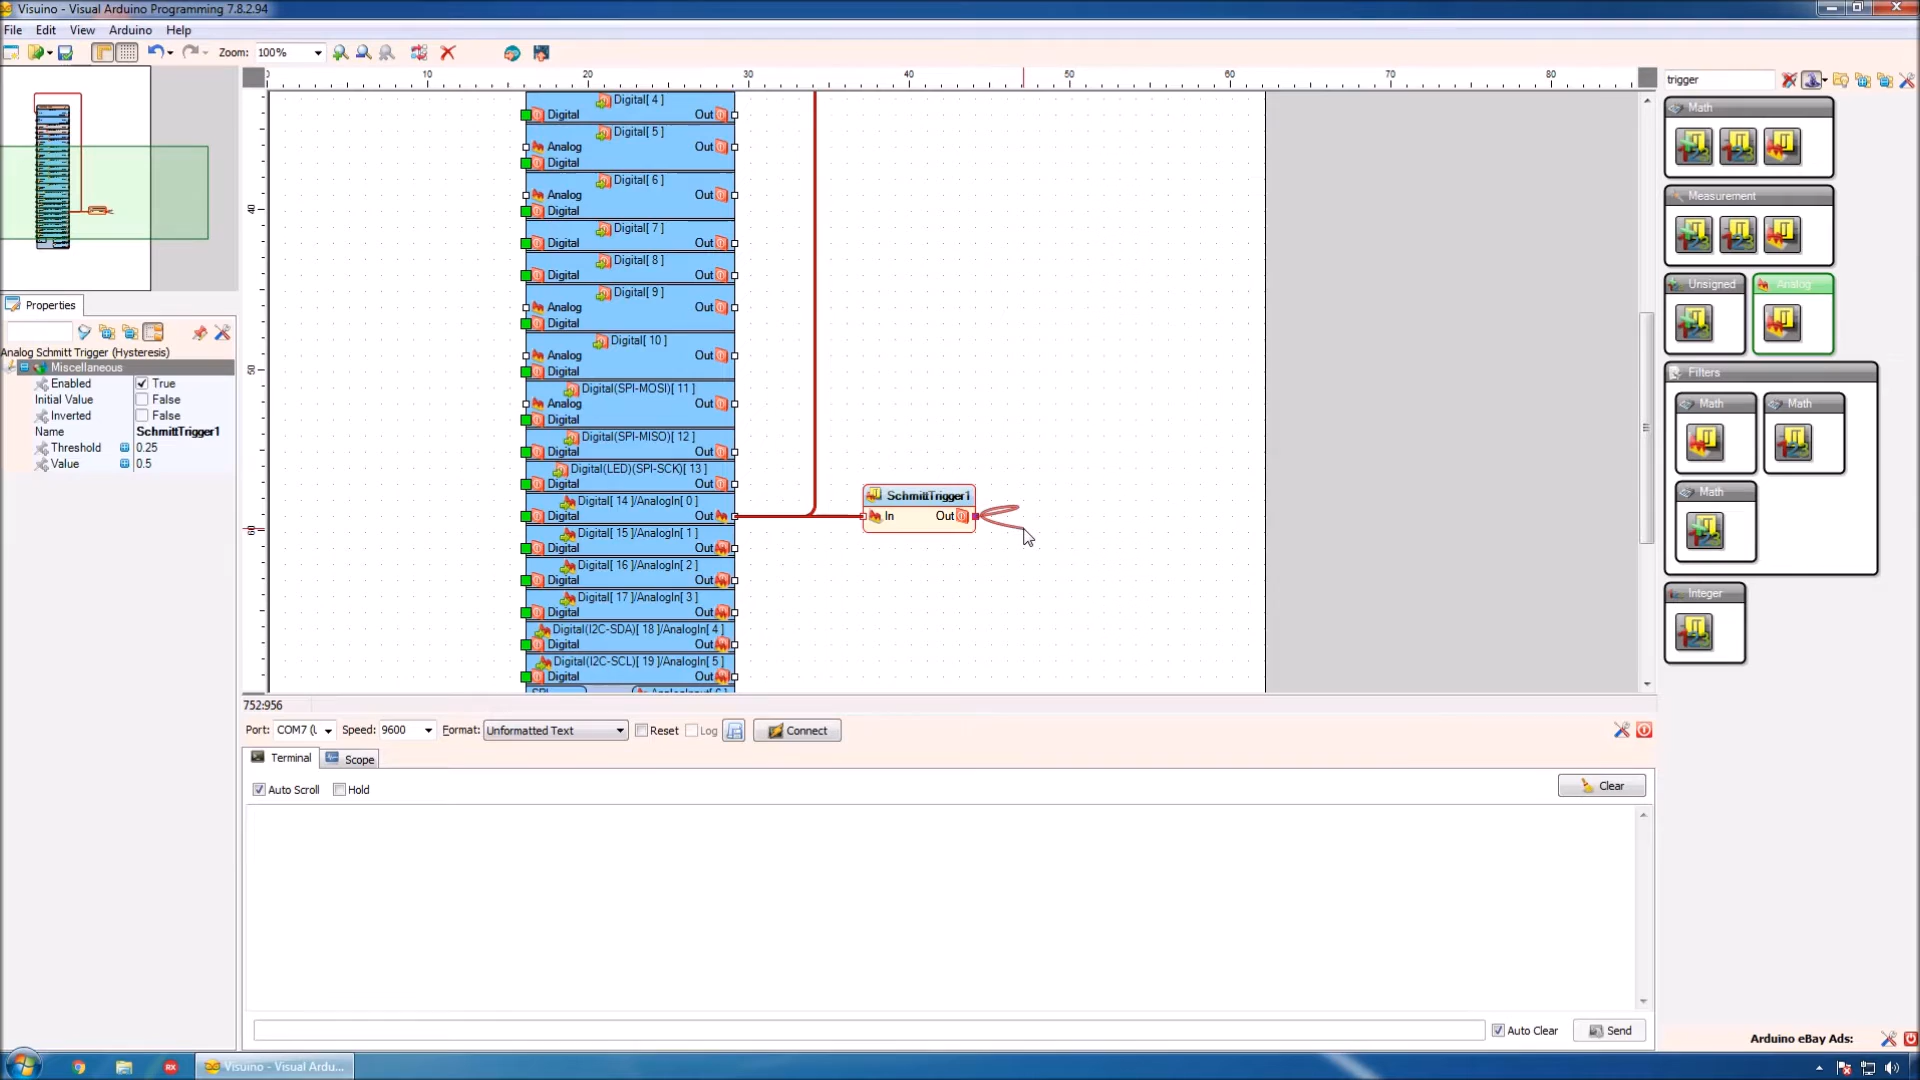 Visuino - Visual Arduino Programming 7.8.2.94
File Edit View Arduino Help
Zoom: 100%
trigger
10 20 30 40 50 60 70 80
40
50
60
Digital[ 4 ]
Digital Out
Digital[ 5 ]
Analog Out
Digital
Digital[ 6 ]
Analog Out
Digital
Digital[ 7 ]
Digital Out
Digital[ 8 ]
Digital Out
Digital[ 9 ]
Analog Out
Digital
Digital[ 10 ]
Analog Out
Digital
Digital(SPI-MOSI)[ 11 ]
Analog Out
Digital
Digital(SPI-MISO)[ 12 ]
Digital Out
Digital(LED)(SPI-SCK)[ 13 ]
Digital Out
Digital[ 14 ]/AnalogIn[ 0 ]
Digital Out
Digital[ 15 ]/AnalogIn[ 1 ]
Digital Out
Digital[ 16 ]/AnalogIn[ 2 ]
Digital Out
Digital[ 17 ]/AnalogIn[ 3 ]
Digital Out
Digital(I2C-SDA)[ 18 ]/AnalogIn[ 4 ]
Digital Out
Digital(I2C-SCL)[ 19 ]/AnalogIn[ 5 ]
Digital Out
SchmittTrigger1
In Out
Properties
Analog Schmitt Trigger (Hysteresis)
Miscellaneous
Enabled True
Initial Value False
Inverted False
Name SchmittTrigger1
Threshold 0.25
Value 0.5
Math
Measurement
Unsigned Analog
Filters
Math Math
Math
Integer
752:956
Port: COM7 (L Speed: 9600 Format: Unformatted Text Reset Log Connect
Terminal Scope
Auto Scroll Hold Clear
Auto Clear Send
Arduino eBay Ads:
Visuino - Visual Ardu...